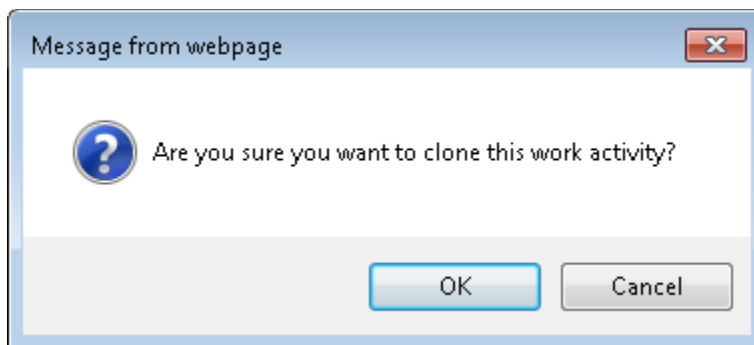 Message from webpage
Are you sure you want to clone this work activity?
OK Cancel